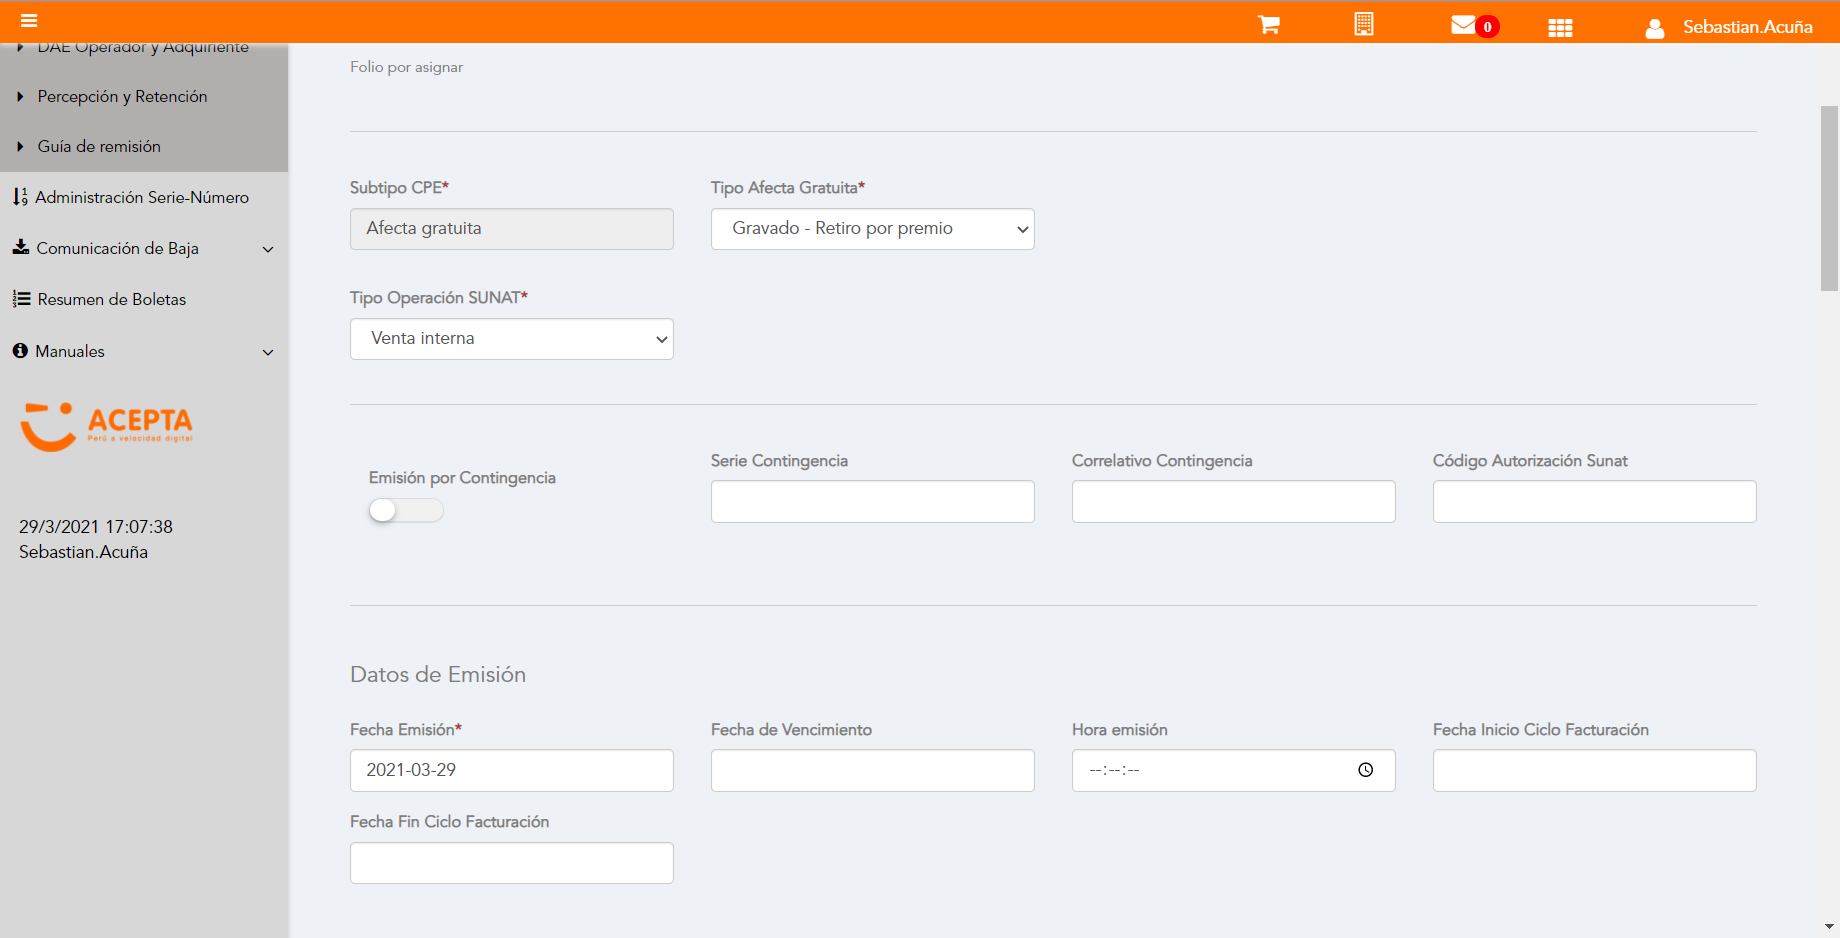 0
Sebastian.Acuña
DAE Operador y Adquiriente
Percepción y Retención
Guía de remisión
Administración Serie-Número
Comunicación de Baja
Resumen de Boletas
Manuales
ACEPTA
Perú a velocidad digital
29/3/2021 17:07:38
Sebastian.Acuña
Folio por asignar
Subtipo CPE*
Tipo Afecta Gratuita*
Afecta gratuita
Gravado - Retiro por premio
Tipo Operación SUNAT*
Venta interna
Emisión por Contingencia
Serie Contingencia
Correlativo Contingencia
Código Autorización Sunat
Datos de Emisión
Fecha Emisión*
Fecha de Vencimiento
Hora emisión
Fecha Inicio Ciclo Facturación
2021-03-29
--:--:--
Fecha Fin Ciclo Facturación